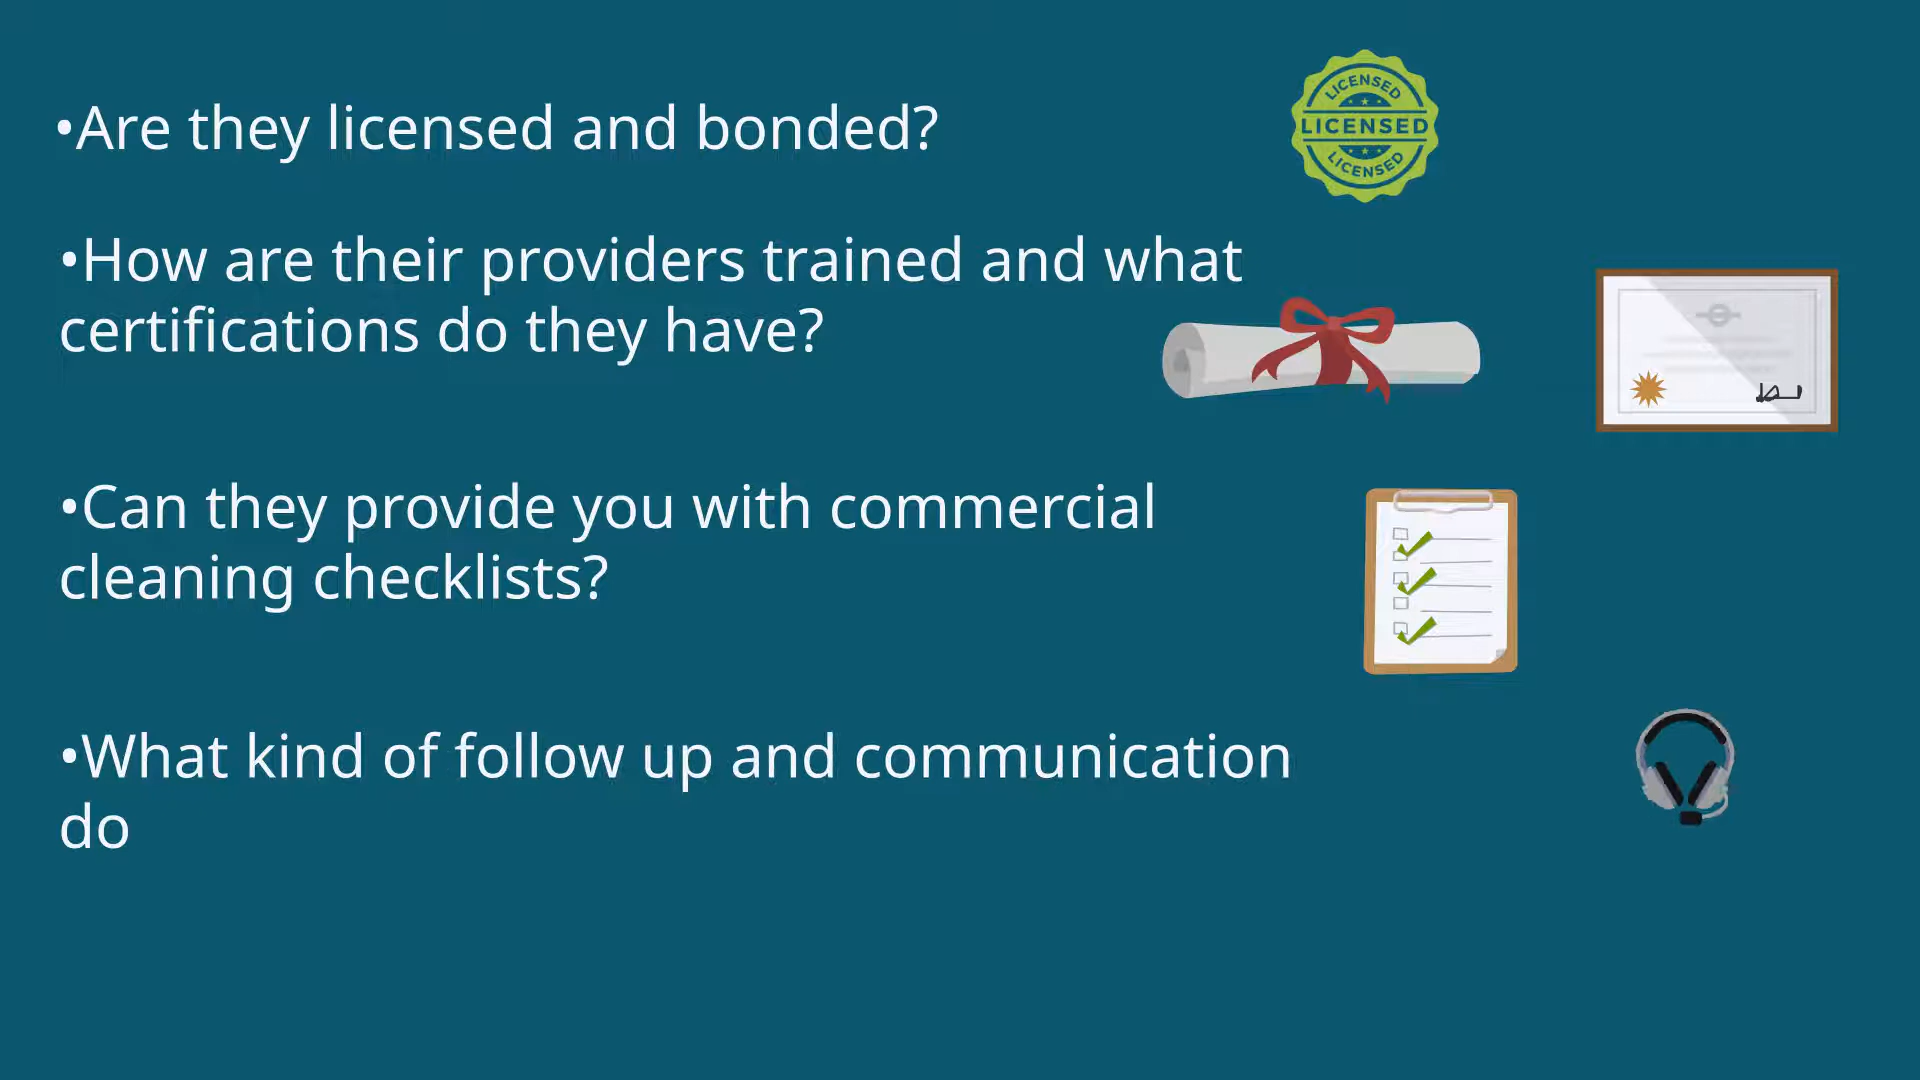 •Are they licensed and bonded?
LICENSED
LICENSED
LICENSED
•How are their providers trained and what
certifications do they have?
•Can they provide you with commercial
cleaning checklists?
•What kind of follow up and communication
do